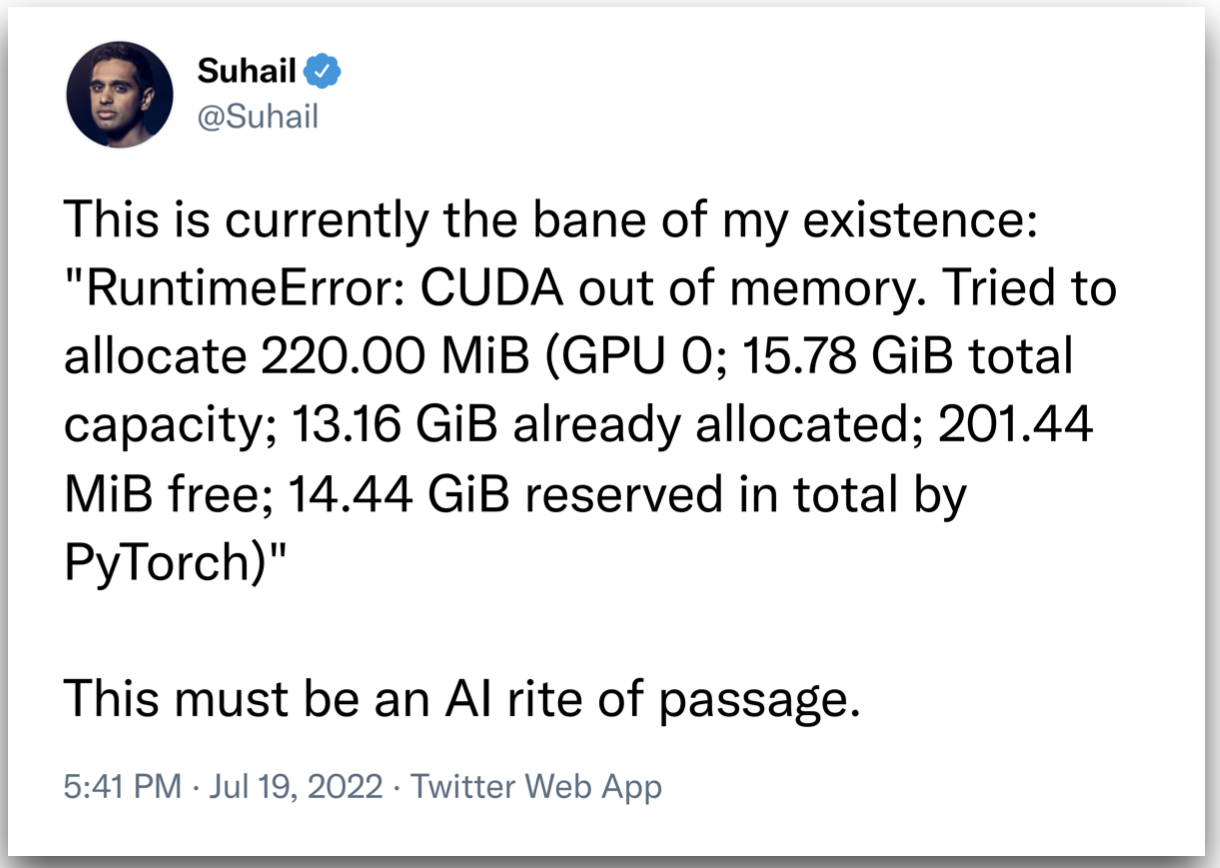 Suhail
@Suhail
This is currently the bane of my existence:
"RuntimeError: CUDA out of memory. Tried to
allocate 220.00 MiB (GPU 0; 15.78 GiB total
capacity; 13.16 GiB already allocated; 201.44
MiB free; 14.44 GiB reserved in total by
PyTorch)"
This must be an AI rite of passage.
5:41 PM · Jul 19, 2022 · Twitter Web App